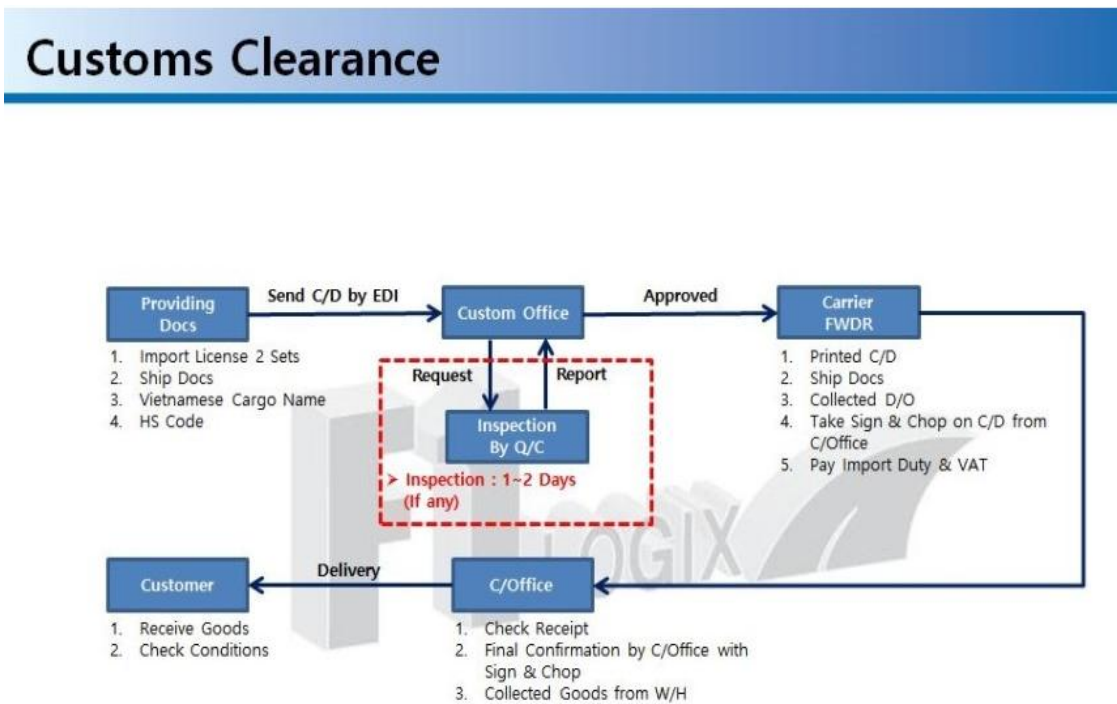 Customs Clearance
Providing
Docs
Send C/D by EDI
Custom Office
Approved
Carrier
FWDR
1. Import License 2 Sets
2. Ship Docs
3. Vietnamese Cargo Name
4. HS Code
Request
Report
Inspection
By Q/C
➤ Inspection : 1~2 Days
(If any)
1. Printed C/D
2. Ship Docs
3. Collected D/O
4. Take Sign & Chop on C/D from
C/Office
5. Pay Import Duty & VAT
F1 LOGIX
Customer
Delivery
C/Office
1. Receive Goods
2. Check Conditions
1. Check Receipt
2. Final Confirmation by C/Office with
Sign & Chop
3. Collected Goods from W/H